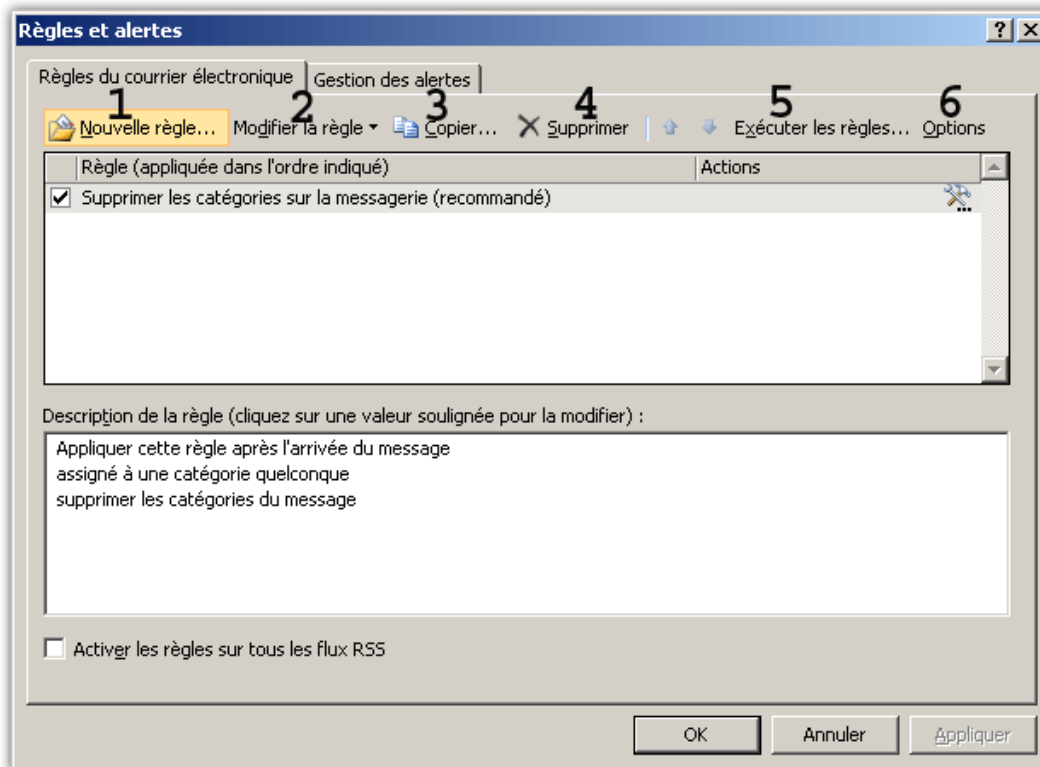 Règles et alertes
Règles du courrier électronique Gestion des alertes
1 2 3 4 5 6
Nouvelle règle... Modifier la règle Copier... Supprimer Exécuter les règles... Options
Règle (appliquée dans l'ordre indiqué) Actions
Supprimer les catégories sur la messagerie (recommandé)
Description de la règle (cliquez sur une valeur soulignée pour la modifier) :
Appliquer cette règle après l'arrivée du message
assigné à une catégorie quelconque
supprimer les catégories du message
Activer les règles sur tous les flux RSS
OK Annuler Appliquer